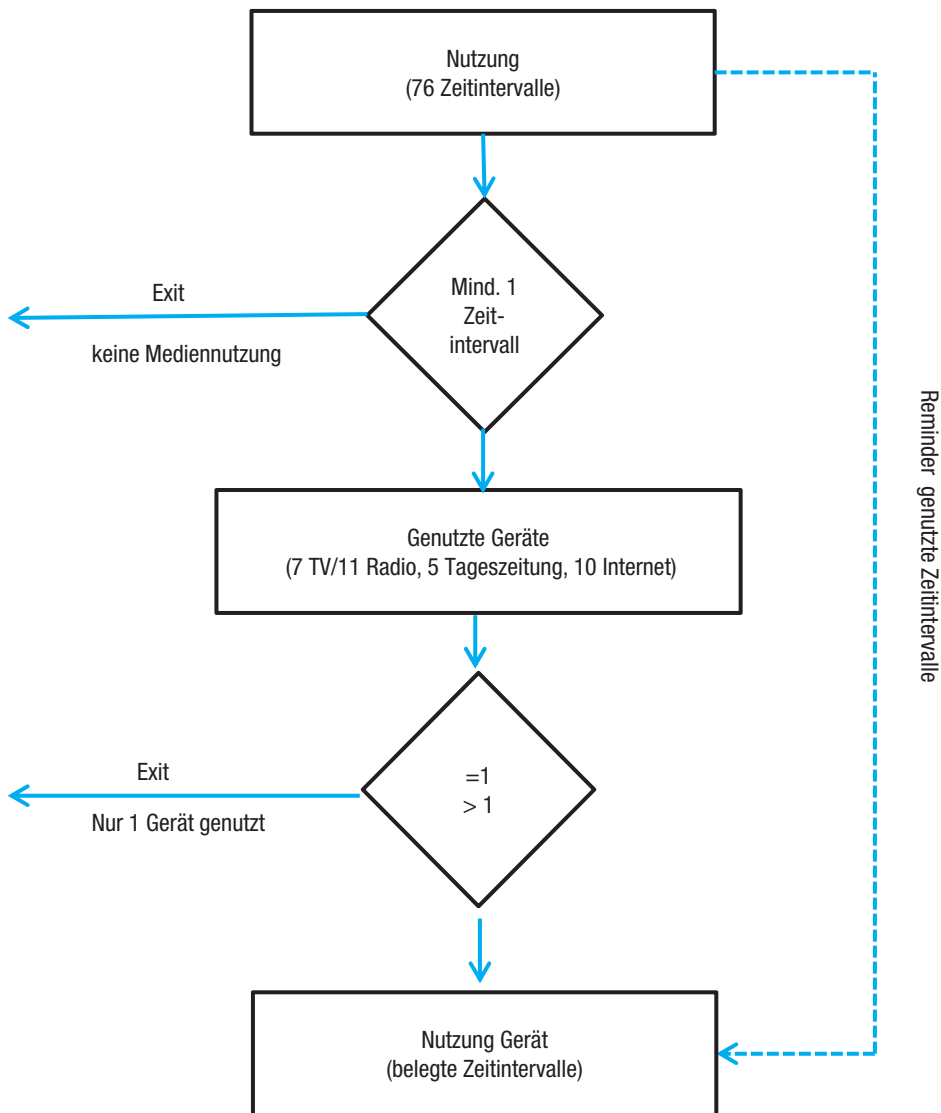 Nutzung
(76 Zeitintervalle)
Mind. 1
Zeit-
intervall
Exit
keine Mediennutzung
Genutzte Geräte
(7 TV/11 Radio, 5 Tageszeitung, 10 Internet)
Reminder genutzte Zeitintervalle
=1
> 1
Exit
Nur 1 Gerät genutzt
Nutzung Gerät
(belegte Zeitintervalle)